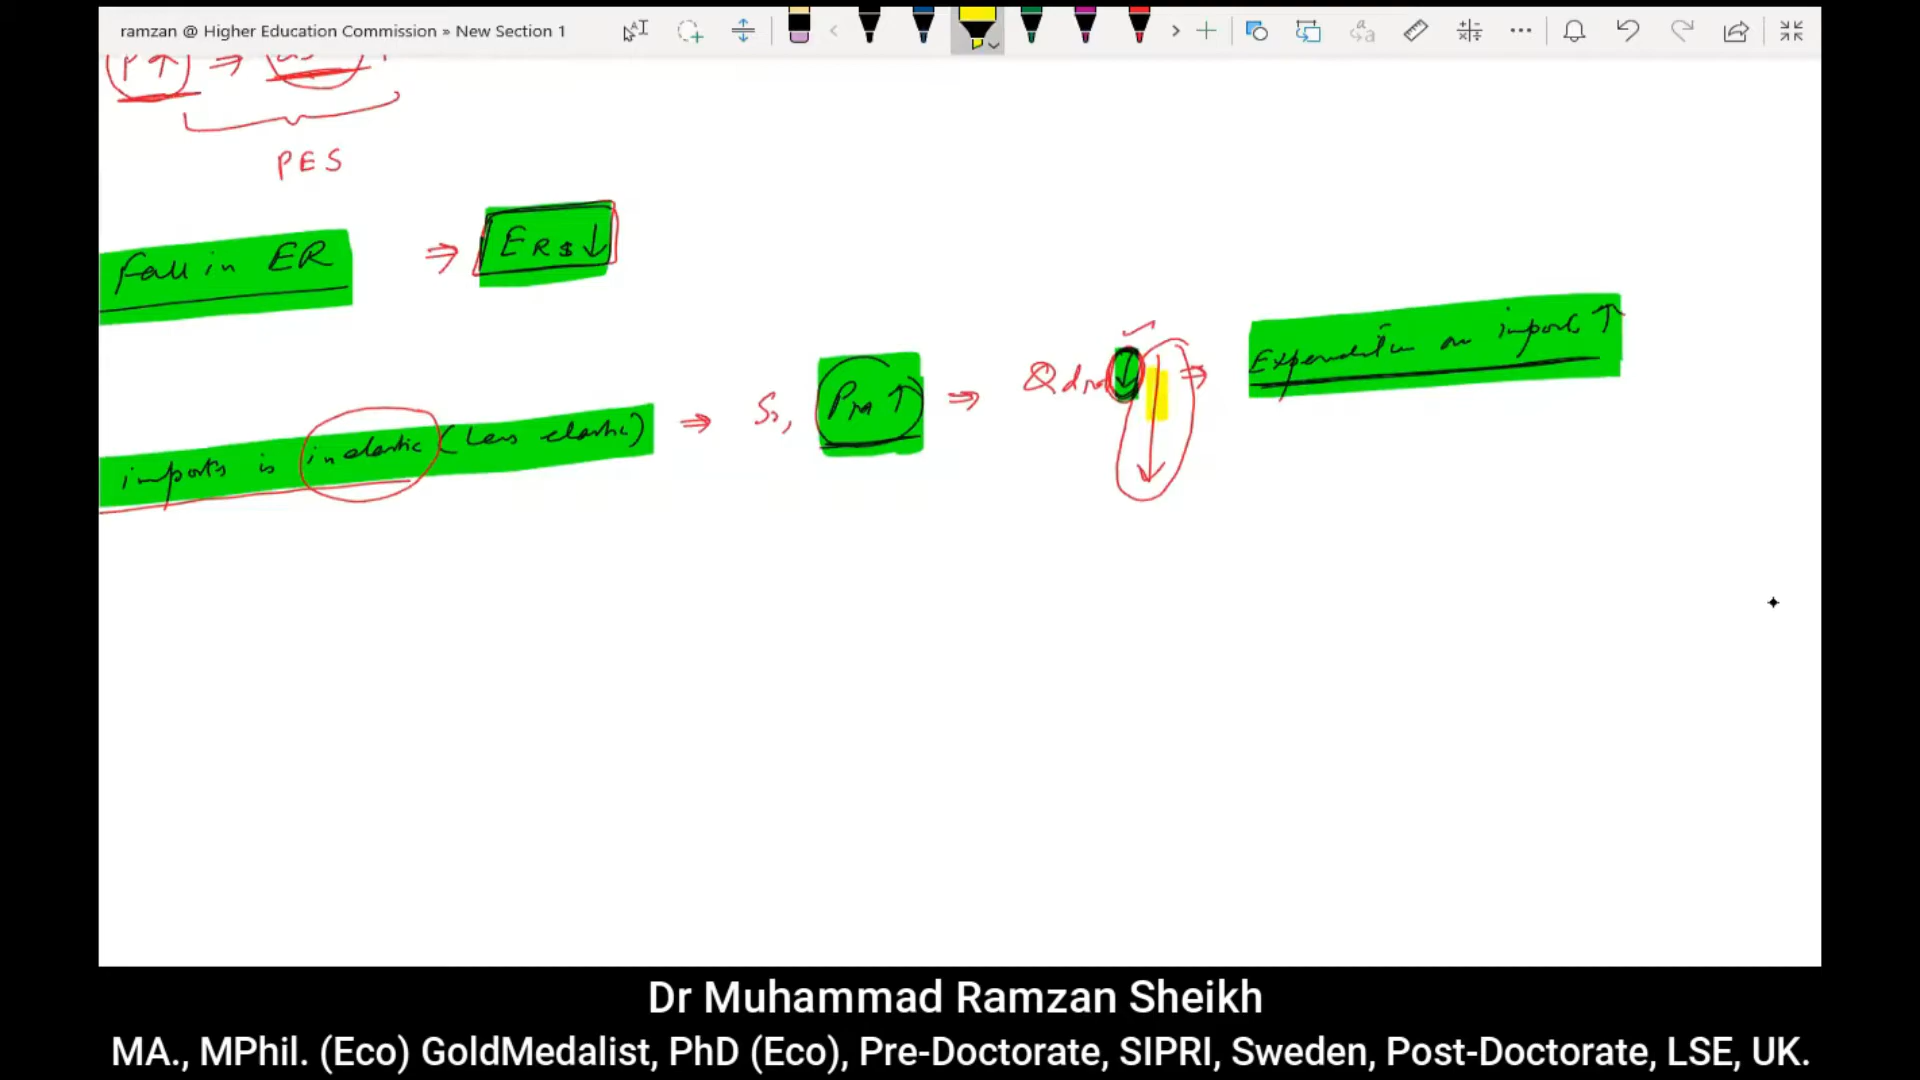 ramzan @ Higher Education Commission » New Section 1
P↑ ⇒
PES
Fall in ER ⇒ ER$↓
imports is inelastic (Less elastic) ⇒ So, PM↑ ⇒ QdM↓ ⇒ Expenditure on imports ↑
Dr Muhammad Ramzan Sheikh
MA., MPhil. (Eco) GoldMedalist, PhD (Eco), Pre-Doctorate, SIPRI, Sweden, Post-Doctorate, LSE, UK.